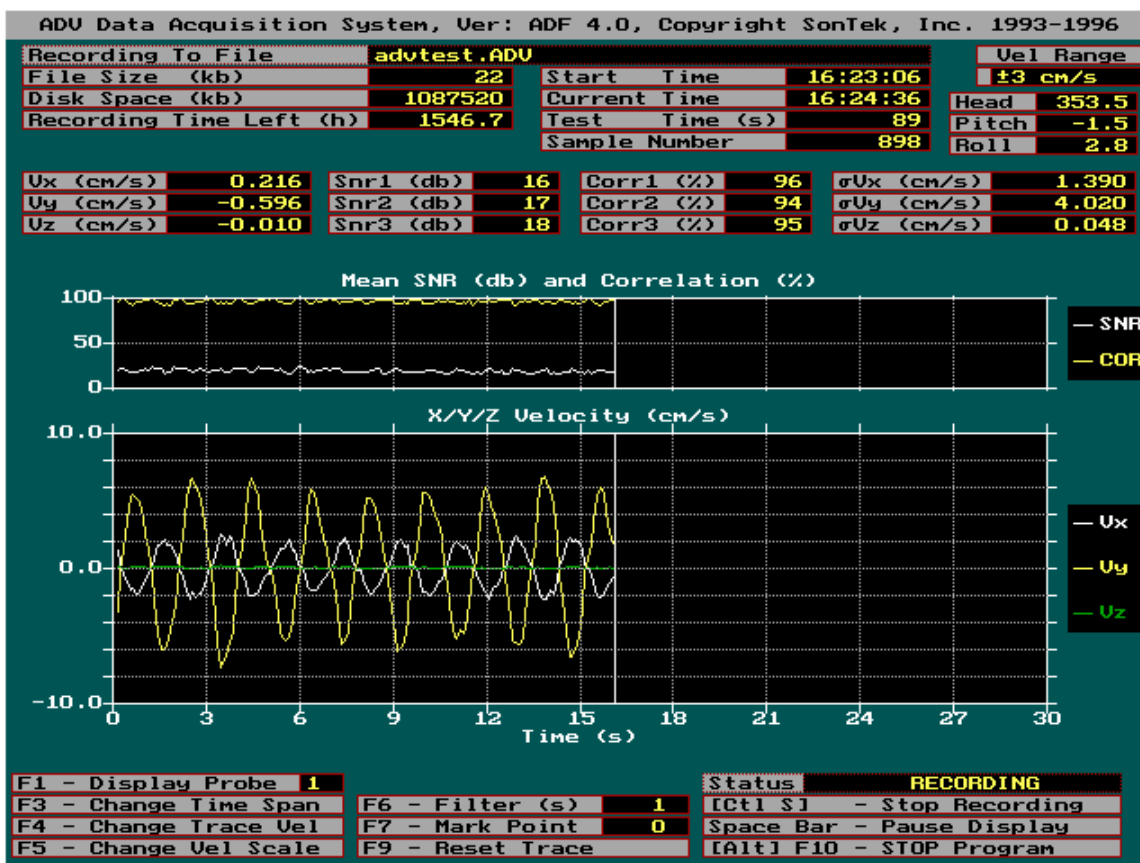 ADV Data Acquisition System, Ver: ADF 4.0, Copyright SonTek, Inc. 1993-1996
Recording To File advtest.ADV
File Size (kb) 22
Disk Space (kb) 1087520
Recording Time Left (h) 1546.7
Start Time 16:23:06
Current Time 16:24:36
Test Time (s) 89
Sample Number 898
Vel Range
±3 cm/s
Head 353.5
Pitch -1.5
Roll 2.8
Vx (cm/s) 0.216 Snr1 (db) 16 Corr1 (%) 96 σVx (cm/s) 1.390
Vy (cm/s) -0.596 Snr2 (db) 17 Corr2 (%) 94 σVy (cm/s) 4.020
Vz (cm/s) -0.010 Snr3 (db) 18 Corr3 (%) 95 σVz (cm/s) 0.048
Mean SNR (db) and Correlation (%)
100
50
0
SNR
COR
X/Y/Z Velocity (cm/s)
10.0
0.0
-10.0
Vx
Vy
Vz
0 3 6 9 12 15 18 21 24 27 30
Time (s)
F1 - Display Probe 1
F3 - Change Time Span
F4 - Change Trace Vel
F5 - Change Vel Scale
F6 - Filter (s) 1
F7 - Mark Point 0
F9 - Reset Trace
Status RECORDING
[Ctl S] - Stop Recording
Space Bar - Pause Display
[Alt] F10 - STOP Program